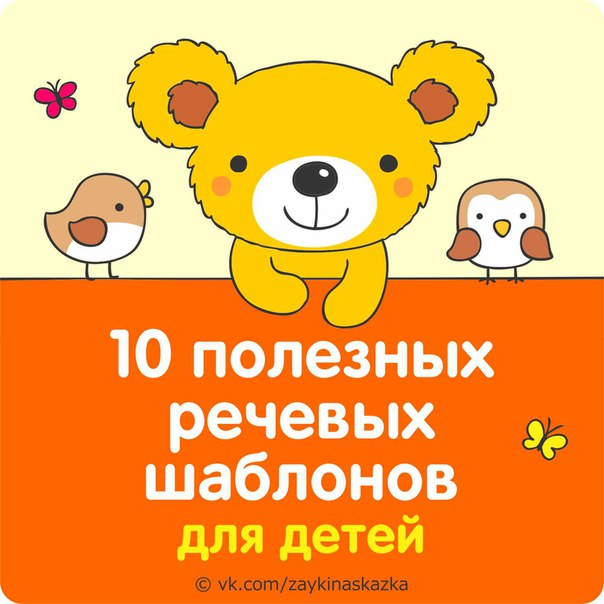 10 полезных
речевых
шаблонов
для детей
© vk.com/zaykinaskazka